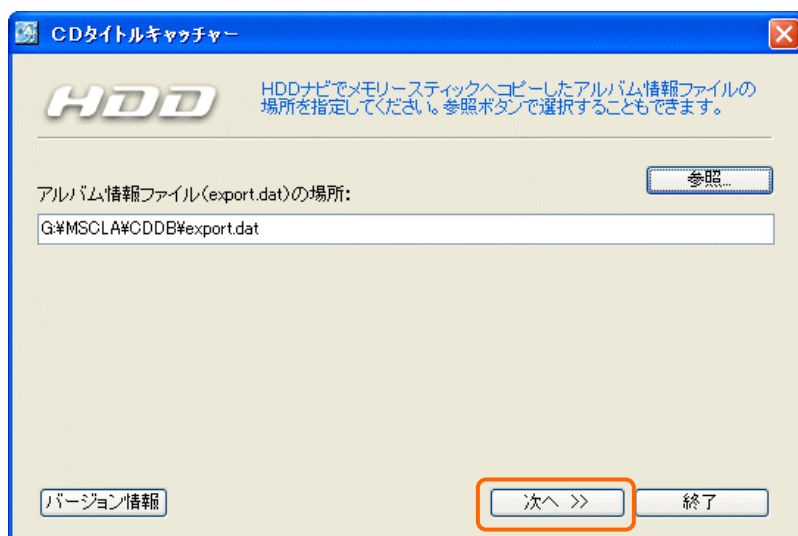 CDタイトルキャッチャー
HDD
HDDナビでメモリースティックへコピーしたアルバム情報ファイルの
場所を指定してください。参照ボタンで選択することもできます。
参照...
アルバム情報ファイル(export.dat)の場所:
G:¥MSCLA¥CDDB¥export.dat
バージョン情報
次へ >>
終了